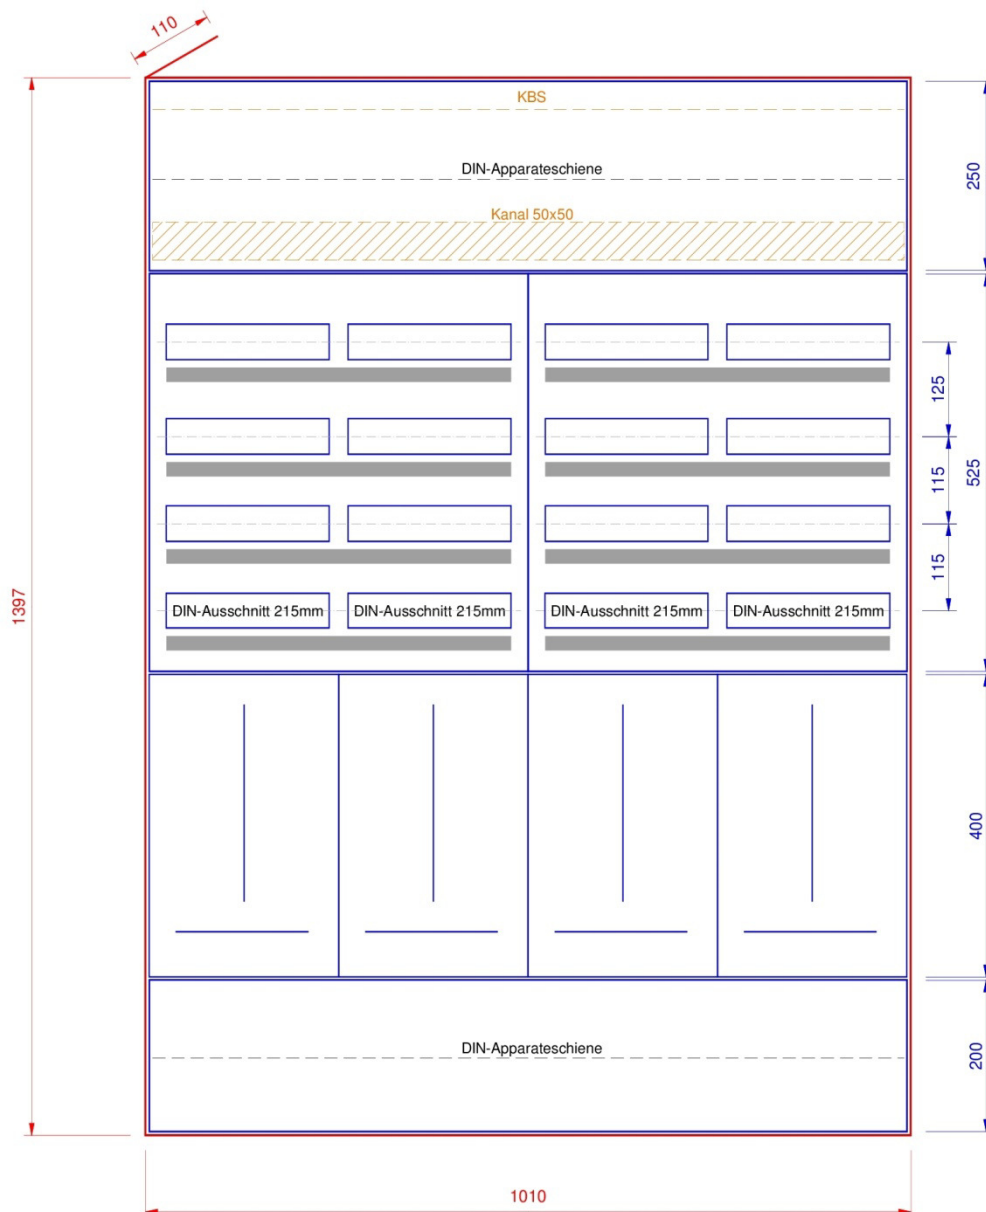 110
KBS
DIN-Apparateschiene
250
Kanal 50x50
125
525
115
115
1397
DIN-Ausschnitt 215mm DIN-Ausschnitt 215mm DIN-Ausschnitt 215mm DIN-Ausschnitt 215mm
400
DIN-Apparateschiene
200
1010